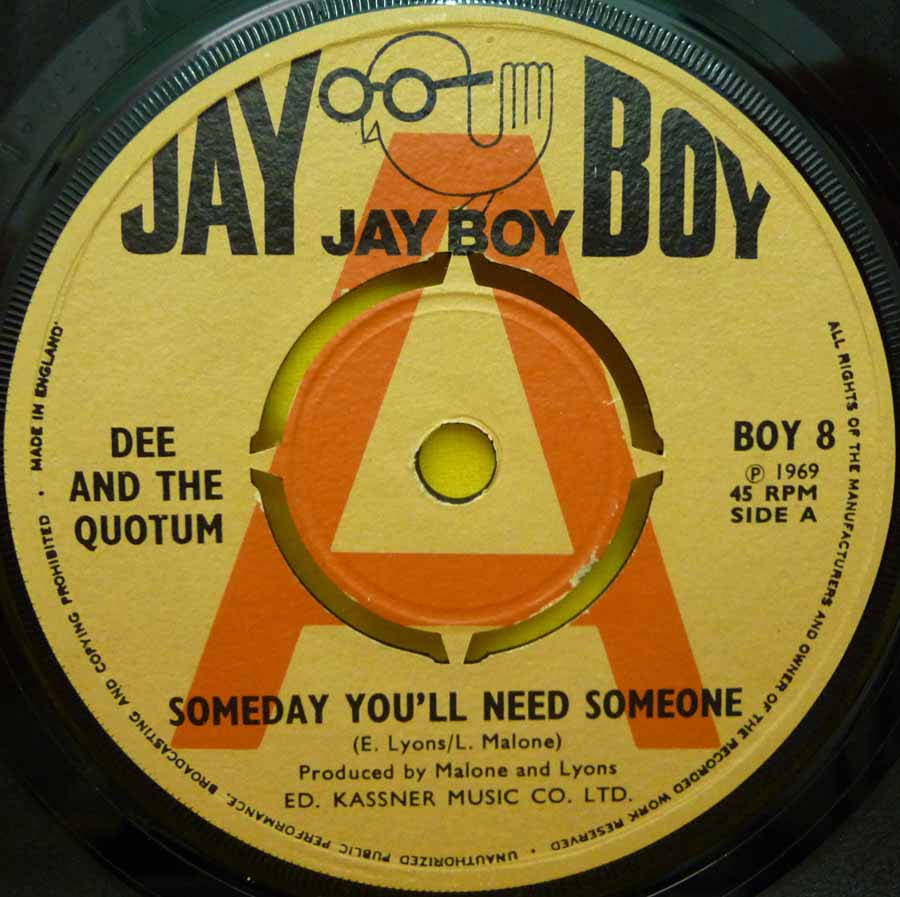 JAY BOY
JAY BOY
A
DEE
AND THE
QUOTUM
BOY 8
Ⓟ 1969
45 RPM
SIDE A
SOMEDAY YOU'LL NEED SOMEONE
(E. Lyons/L. Malone)
Produced by Malone and Lyons
ED. KASSNER MUSIC CO. LTD.
ALL RIGHTS OF THE MANUFACTURERS AND OWNER OF THE RECORDED WORK RESERVED · UNAUTHORIZED PUBLIC PERFORMANCE, BROADCASTING AND COPYING PROHIBITED · MADE IN ENGLAND·